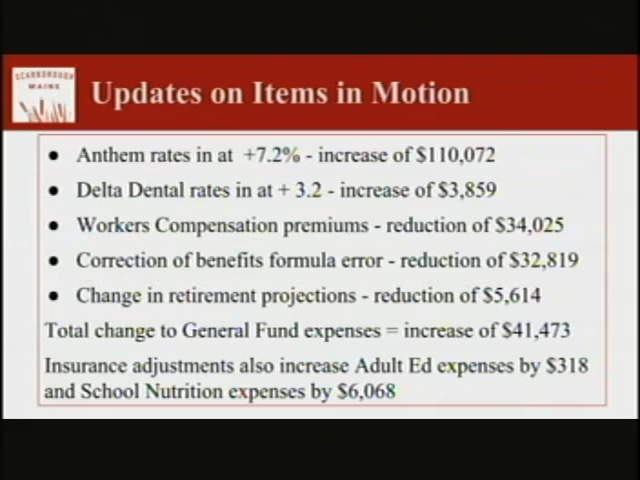 SCARBOROUGH
MAINE
Updates on Items in Motion
● Anthem rates in at +7.2% - increase of $110,072
● Delta Dental rates in at + 3.2 - increase of $3,859
● Workers Compensation premiums - reduction of $34,025
● Correction of benefits formula error - reduction of $32,819
● Change in retirement projections - reduction of $5,614
Total change to General Fund expenses = increase of $41,473
Insurance adjustments also increase Adult Ed expenses by $318
and School Nutrition expenses by $6,068